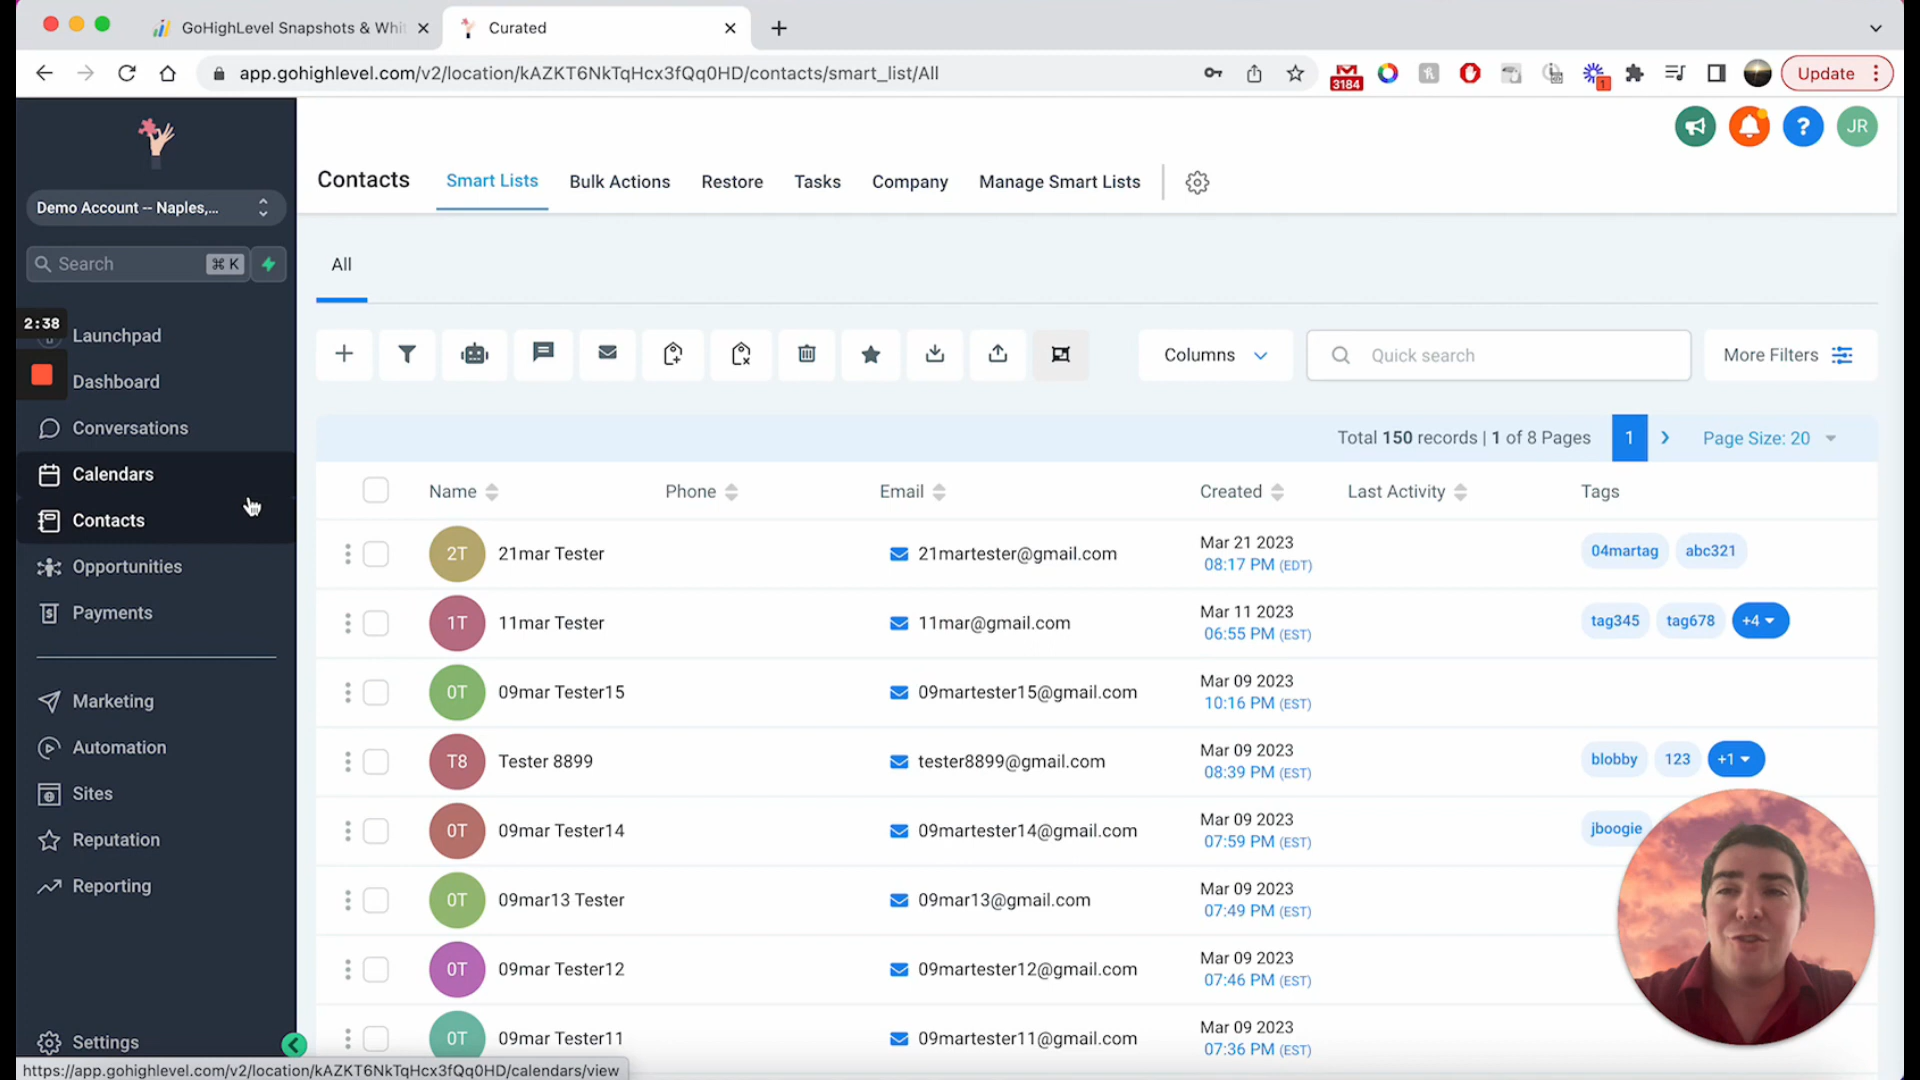 GoHighLevel Snapshots & Whi
Curated
app.gohighlevel.com/v2/location/kAZKT6NkTqHcx3fQq0HD/contacts/smart_list/All
3184
1
Update
JR
Contacts
Smart Lists
Bulk Actions
Restore
Tasks
Company
Manage Smart Lists
Demo Account -- Naples,...
Search
⌘ K
2:38
Launchpad
Dashboard
Conversations
Calendars
Contacts
Opportunities
Payments
Marketing
Automation
Sites
Reputation
Reporting
Settings
All
Columns
Quick search
More Filters
Total 150 records | 1 of 8 Pages
1
Page Size: 20
Name
Phone
Email
Created
Last Activity
Tags
2T
21mar Tester
21martester@gmail.com
Mar 21 2023
08:17 PM (EDT)
04martag
abc321
1T
11mar Tester
11mar@gmail.com
Mar 11 2023
06:55 PM (EST)
tag345
tag678
+4
0T
09mar Tester15
09martester15@gmail.com
Mar 09 2023
10:16 PM (EST)
T8
Tester 8899
tester8899@gmail.com
Mar 09 2023
08:39 PM (EST)
blobby
123
+1
0T
09mar Tester14
09martester14@gmail.com
Mar 09 2023
07:59 PM (EST)
jboogie
0T
09mar13 Tester
09mar13@gmail.com
Mar 09 2023
07:49 PM (EST)
0T
09mar Tester12
09martester12@gmail.com
Mar 09 2023
07:46 PM (EST)
0T
09mar Tester11
09martester11@gmail.com
Mar 09 2023
07:36 PM (EST)
https://app.gohighlevel.com/v2/location/kAZKT6NkTqHcx3fQq0HD/calendars/view